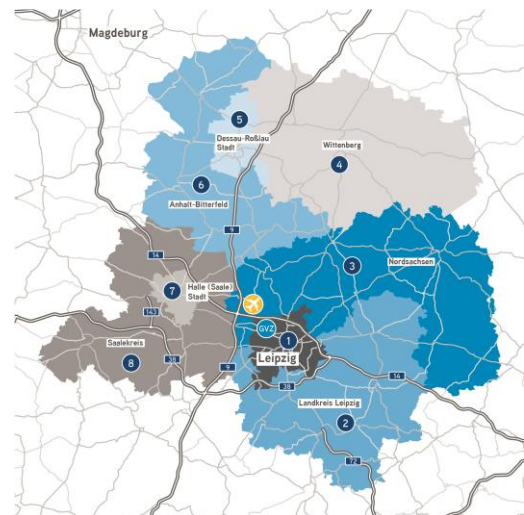 Magdeburg
5
Dessau-Roßlau
Stadt
4
Wittenberg
6
Anhalt-Bitterfeld
9
3
Nordsachsen
14
7
Halle (Saale)
Stadt
143
GVZ
1
Leipzig
Saalekreis
8
38
9
38
14
Landkreis Leipzig
2
72